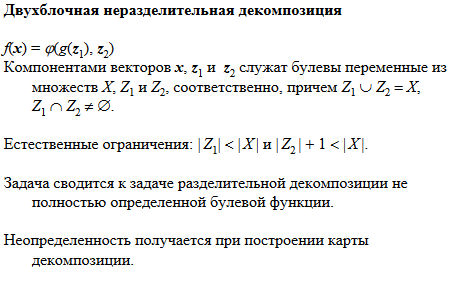 Двухблочная неразделительная декомпозиция
f(x) = φ(g(z₁), z₂)
Компонентами векторов x, z₁ и z₂ служат булевы переменные из
множеств X, Z₁ и Z₂, соответственно, причем Z₁ ∪ Z₂ = X,
Z₁ ∩ Z₂ ≠ ∅.
Естественные ограничения: |Z₁| < |X| и |Z₂| + 1 < |X|.
Задача сводится к задаче разделительной декомпозиции не
полностью определенной булевой функции.
Неопределенность получается при построении карты
декомпозиции.